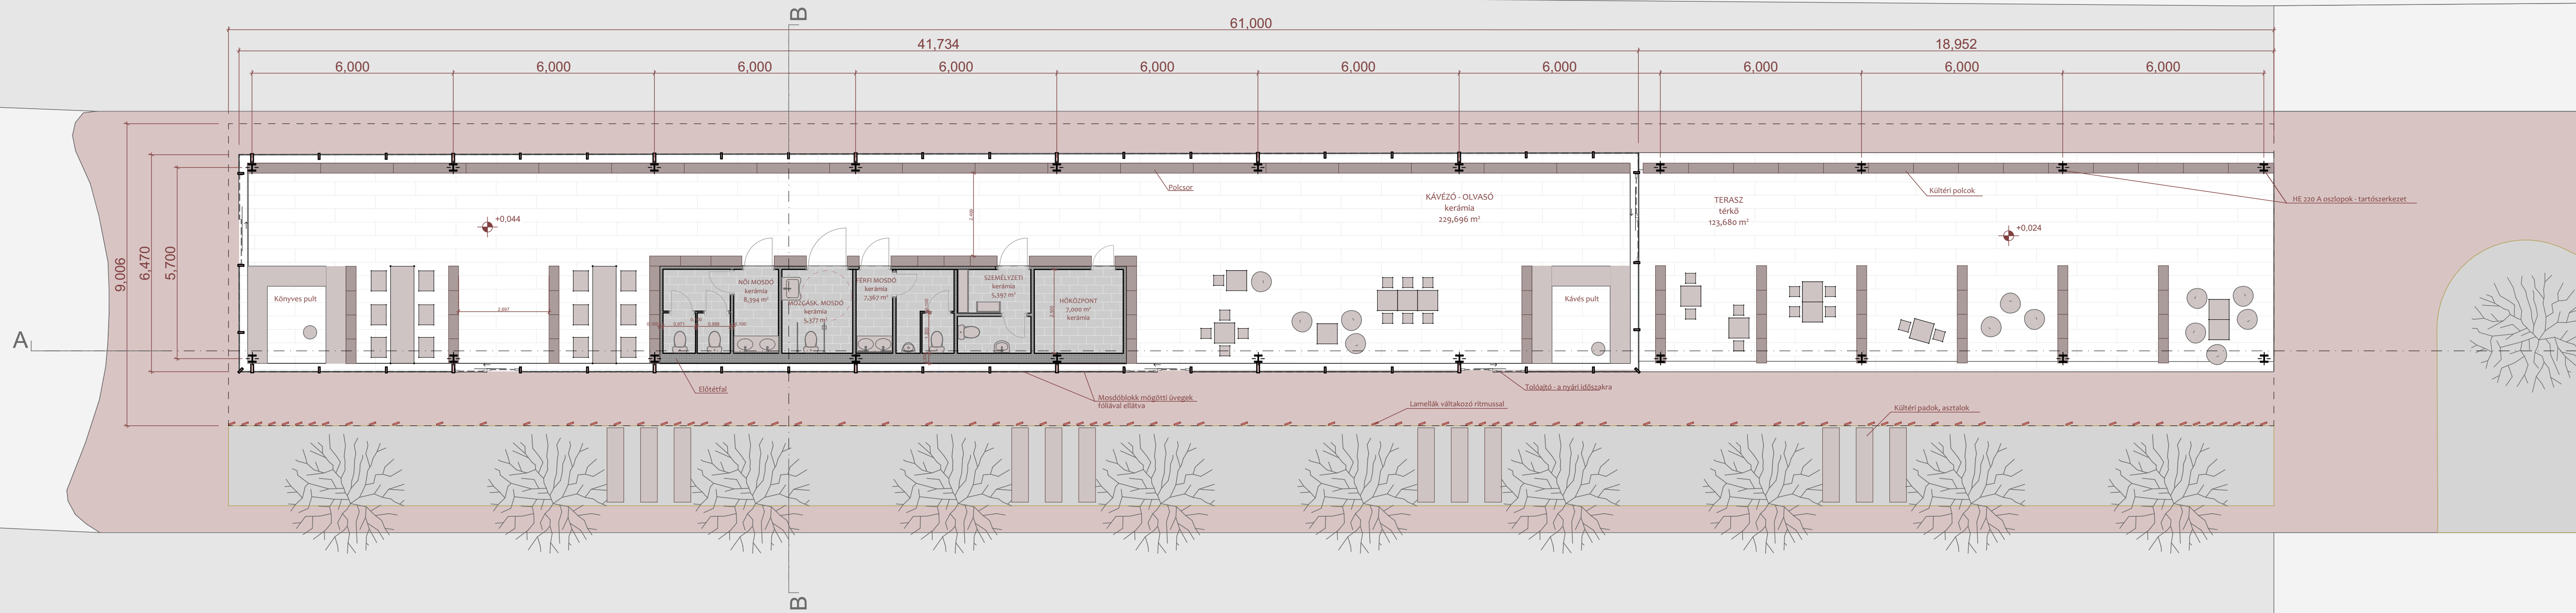 B
61,000
41,734
18,952
6,000
6,000
6,000
6,000
6,000
6,000
6,000
6,000
6,000
6,000
9,006
6,470
5,700
A
Polcsor
KÁVÉZÓ - OLVASÓ
kerámia
229,696 m²
TERASZ
térkő
123,680 m²
Kültéri polcok
HE 220 A oszlopok - tartószerkezet
+0,044
+0,024
Könyves pult
2,697
NŐI MOSDÓ
kerámia
8,394 m²
MOZGÁSK. MOSDÓ
kerámia
5,377 m²
FÉRFI MOSDÓ
kerámia
7,367 m²
SZEMÉLYZETI
kerámia
5,397 m²
HŐKÖZPONT
7,000 m²
kerámia
Kávés pult
Előtétfal
Mosdóblokk mögötti üvegek
fóliával ellátva
Tolóajtó - a nyári időszakra
Lamellák váltakozó ritmussal
Kültéri padok, asztalok
B